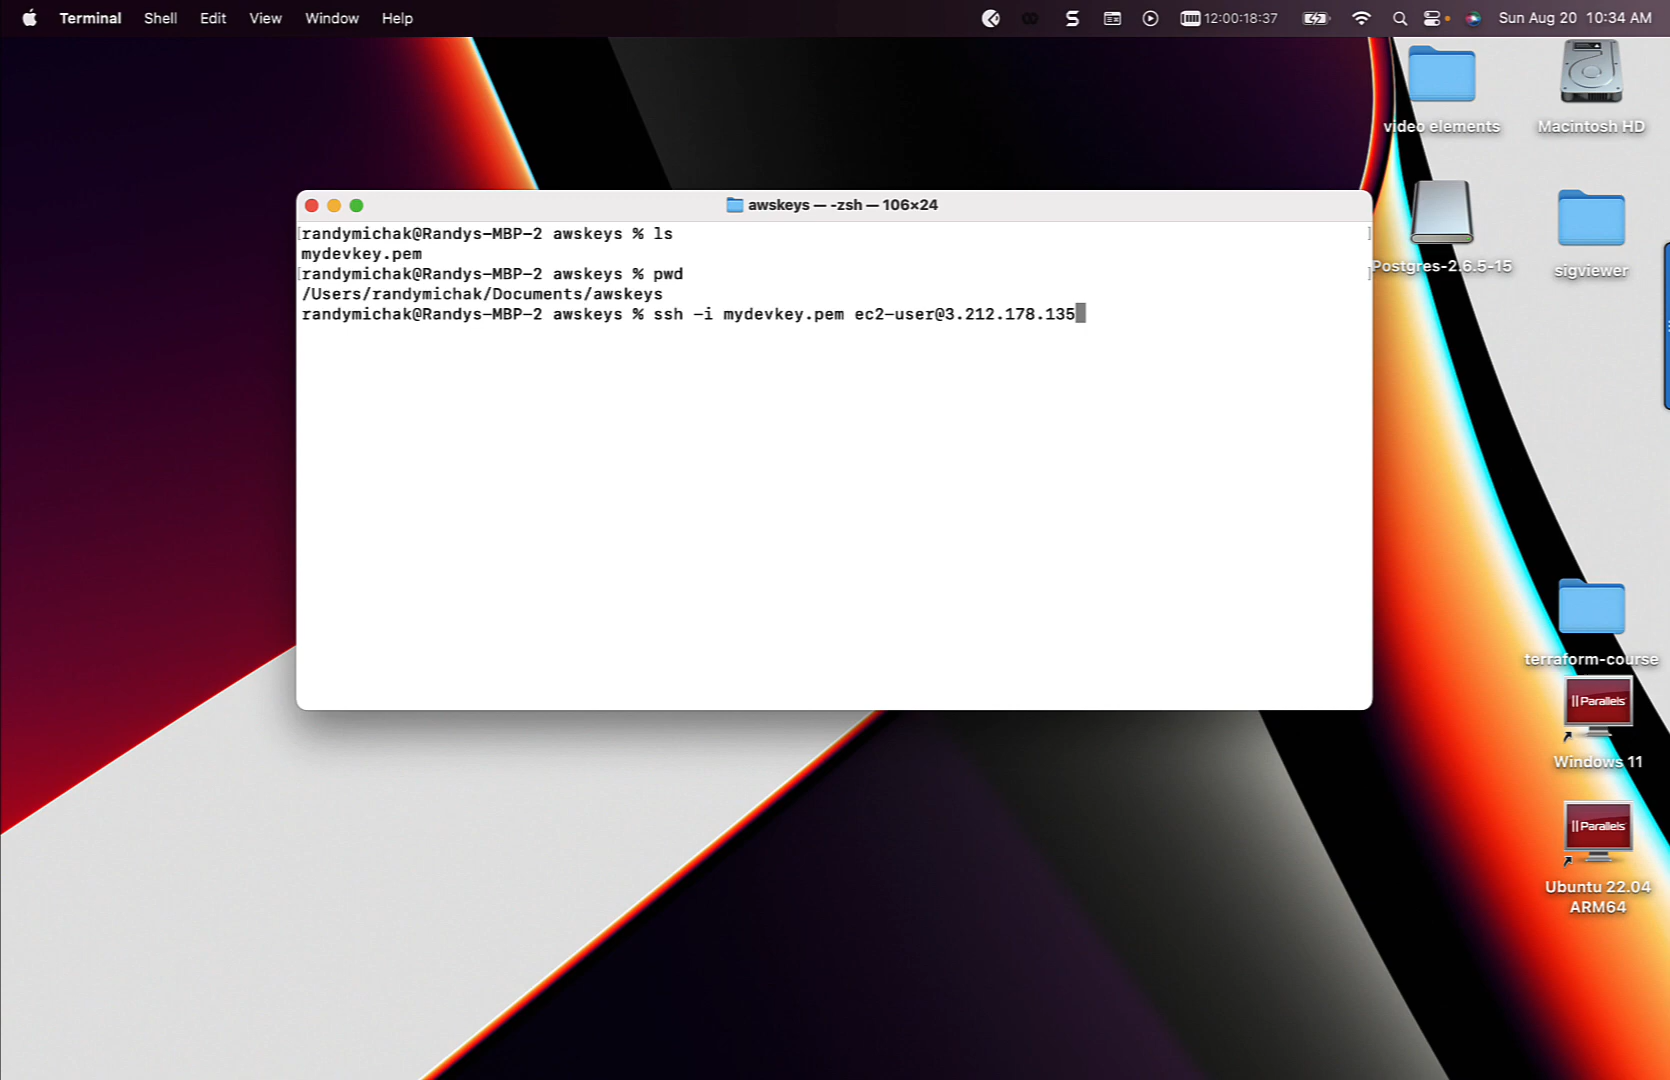 Terminal Shell Edit View Window Help 12:00:18:37 Sun Aug 20 10:34 AM
video elements
Macintosh HD
awskeys — -zsh — 106×24
randymichak@Randys-MBP-2 awskeys % ls
mydevkey.pem
randymichak@Randys-MBP-2 awskeys % pwd
/Users/randymichak/Documents/awskeys
randymichak@Randys-MBP-2 awskeys % ssh -i mydevkey.pem ec2-user@3.212.178.135
Postgres-2.6.5-15
sigviewer
terraform-course
Parallels
Windows 11
Parallels
Ubuntu 22.04
ARM64